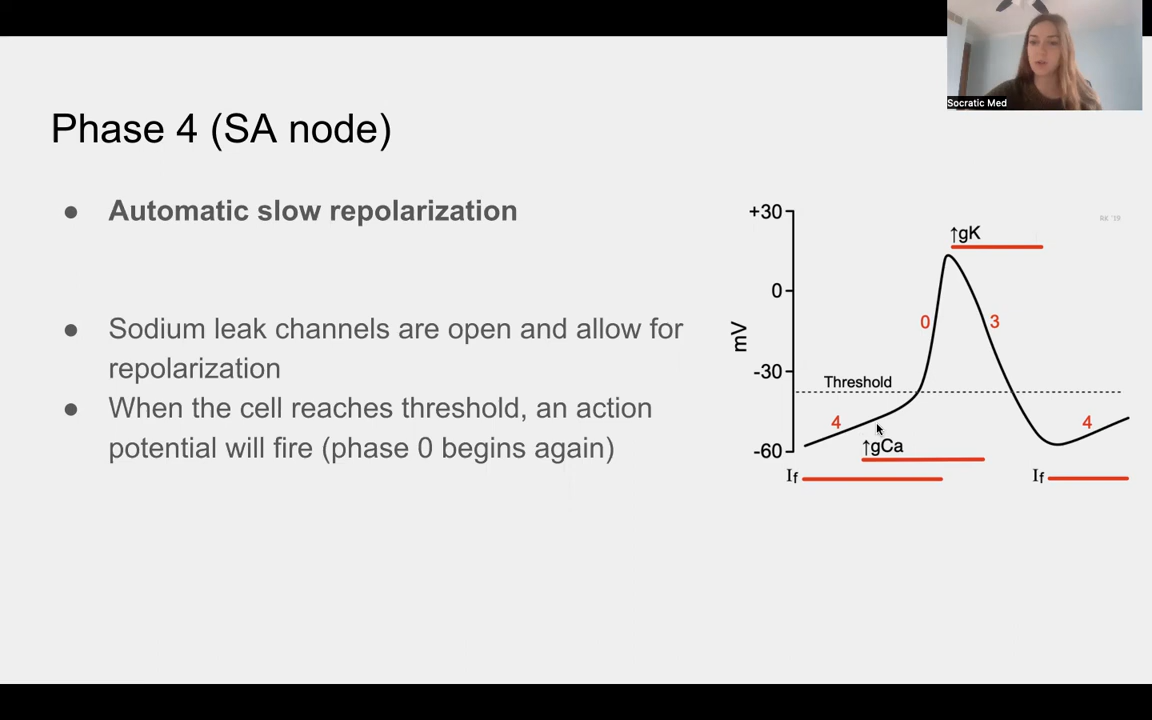 Socratic Med
Phase 4 (SA node)
● Automatic slow repolarization
● Sodium leak channels are open and allow for
repolarization
● When the cell reaches threshold, an action
potential will fire (phase 0 begins again)
+30
RK '19
↑gK
0
0
3
mV
-30
Threshold
4
4
↑gCa
-60
If
If